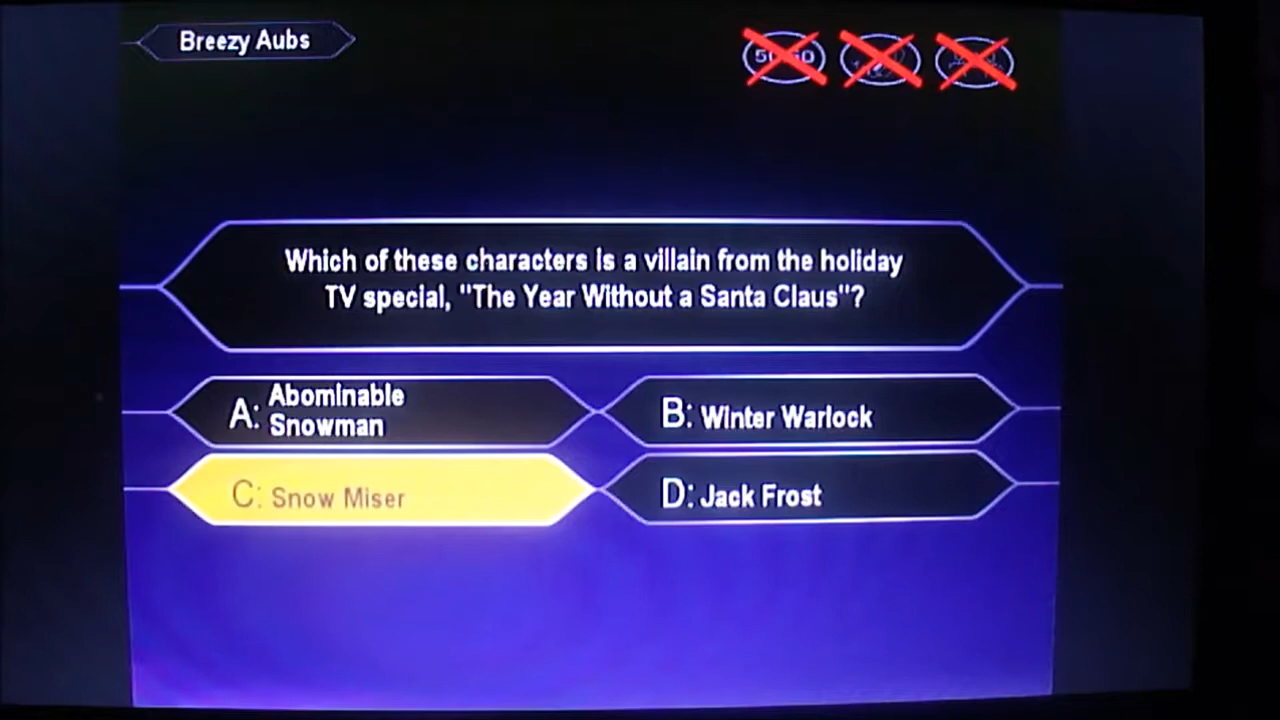 Breezy Aubs
Which of these characters is a villain from the holiday
TV special, "The Year Without a Santa Claus"?
A: Abominable
Snowman
B: Winter Warlock
C: Snow Miser
D: Jack Frost